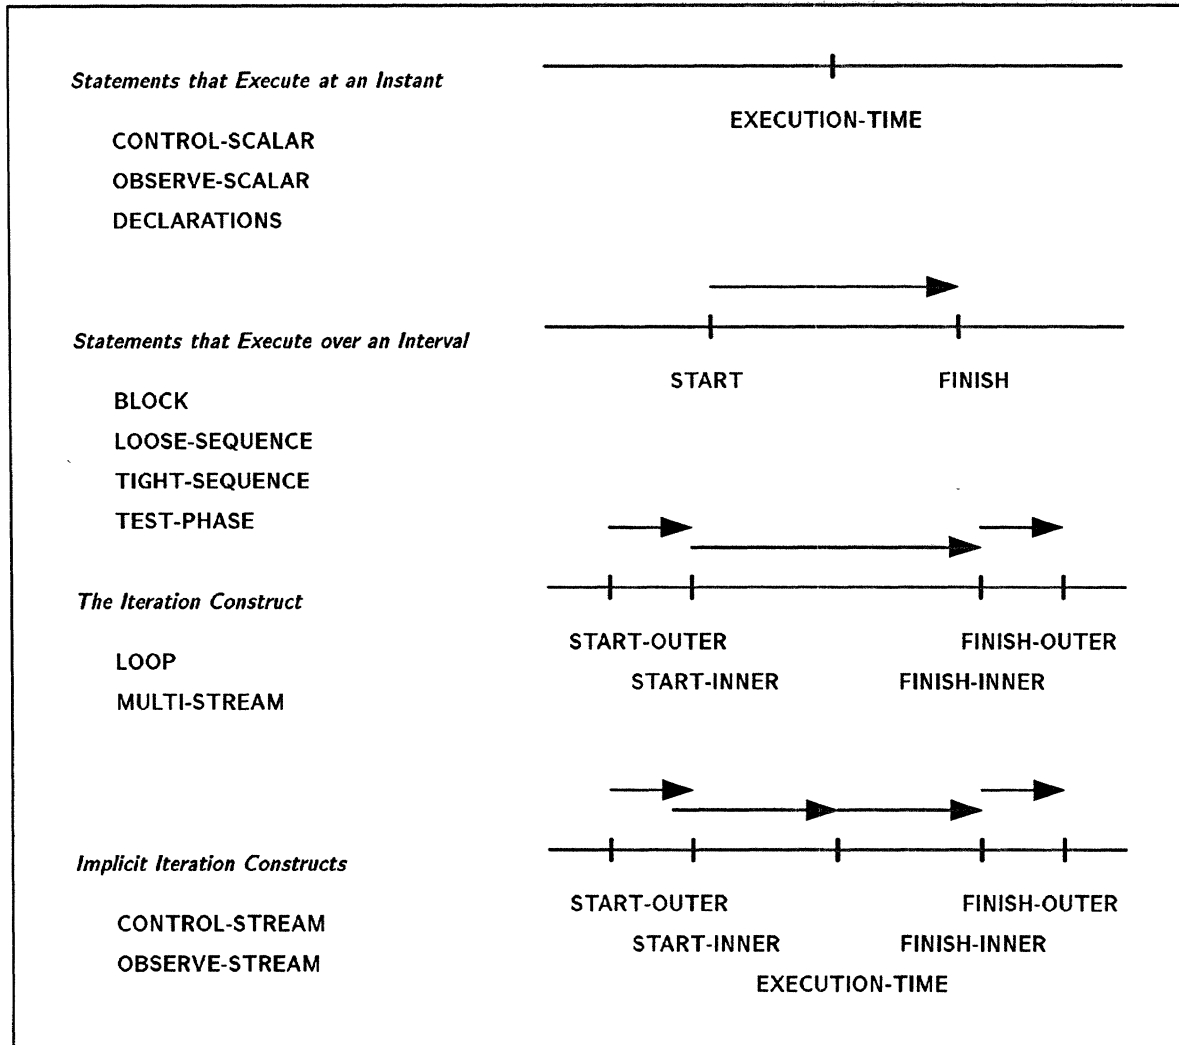 Statements that Execute at an Instant
EXECUTION-TIME
CONTROL-SCALAR
OBSERVE-SCALAR
DECLARATIONS
Statements that Execute over an Interval
START FINISH
BLOCK
LOOSE-SEQUENCE
TIGHT-SEQUENCE
TEST-PHASE
The Iteration Construct
START-OUTER FINISH-OUTER
LOOP
START-INNER FINISH-INNER
MULTI-STREAM
Implicit Iteration Constructs
START-OUTER FINISH-OUTER
CONTROL-STREAM
START-INNER FINISH-INNER
OBSERVE-STREAM
EXECUTION-TIME